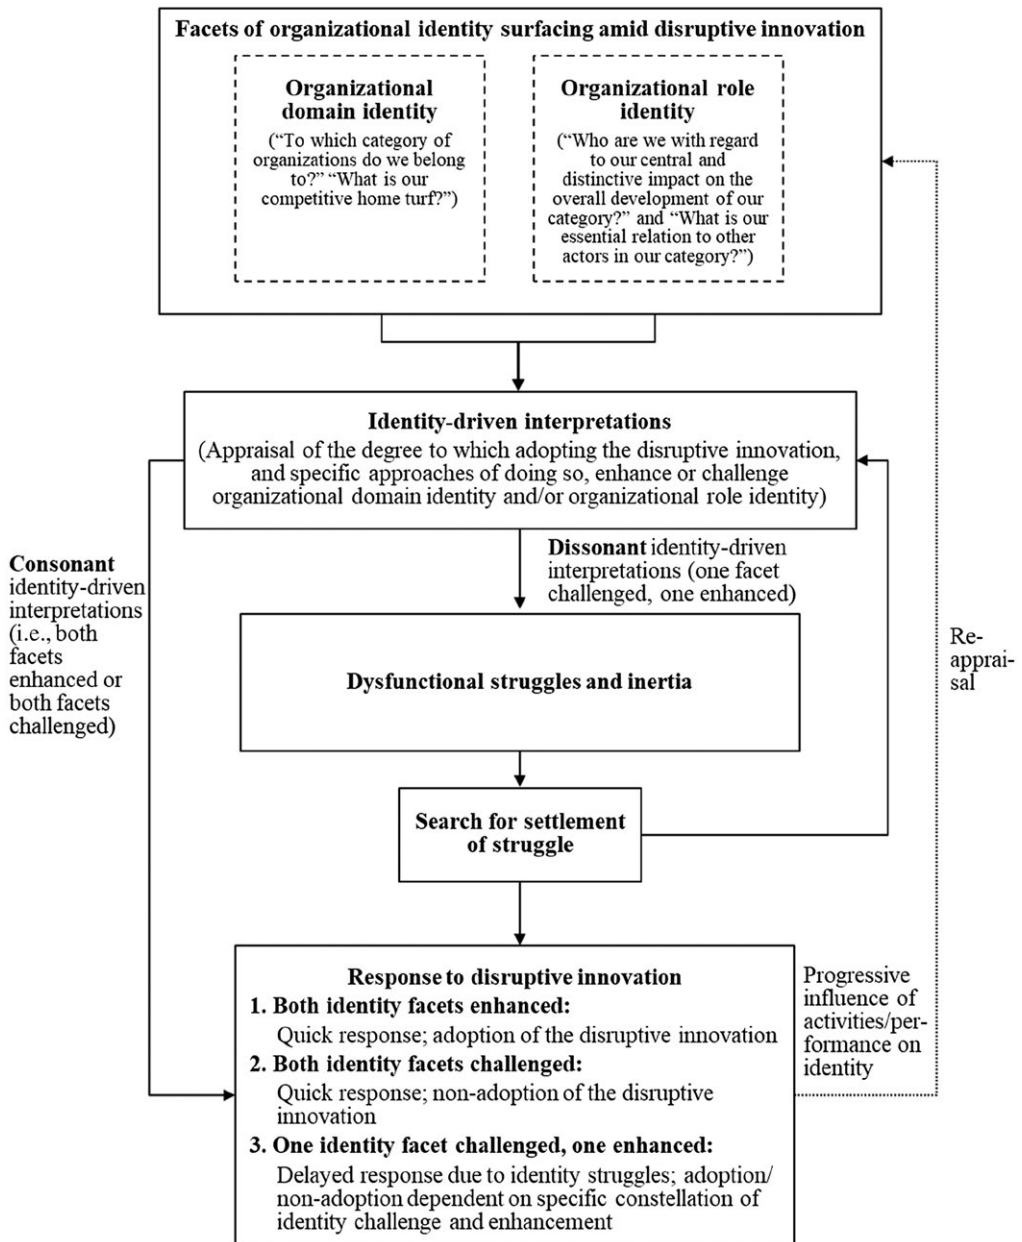 Facets of organizational identity surfacing amid disruptive innovation
Organizational
domain identity
(“To which category of
organizations do we belong
to?” “What is our
competitive home turf?”)
Organizational role
identity
(“Who are we with regard
to our central and
distinctive impact on the
overall development of our
category?” and “What is our
essential relation to other
actors in our category?”)
Identity-driven interpretations
(Appraisal of the degree to which adopting the disruptive innovation,
and specific approaches of doing so, enhance or challenge
organizational domain identity and/or organizational role identity)
Consonant
identity-driven
interpretations
(i.e., both
facets
enhanced or
both facets
challenged)
Dissonant identity-driven
interpretations (one facet
challenged, one enhanced)
Dysfunctional struggles and inertia
Re-
apprai-
sal
Search for settlement
of struggle
Response to disruptive innovation
1. Both identity facets enhanced:
Quick response; adoption of the disruptive innovation
2. Both identity facets challenged:
Quick response; non-adoption of the disruptive
innovation
3. One identity facet challenged, one enhanced:
Delayed response due to identity struggles; adoption/
non-adoption dependent on specific constellation of
identity challenge and enhancement
Progressive
influence of
activities/per-
formance on
identity